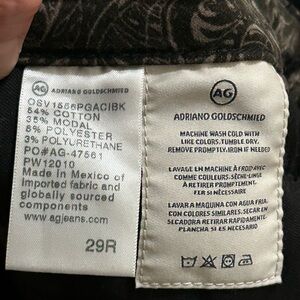 AG ADRIANO GOLDSCHMIED
OSV1556PGACIBK
54% COTTON
35% MODAL
8% POLYESTER
3% POLYURETHANE
PO#AG-47561
PW12010
Made in Mexico of
imported fabric and
globally sourced
components
www.agjeans.com
29R
AG
ADRIANO GOLDSCHMIED
MACHINE WASH COLD WITH
LIKE COLORS. TUMBLE DRY.
REMOVE PROMPTLY. IRON IF NEEDED
LAVAGE EN MACHINE À FROID AVEC
COMME COULEURS. SÈCHE-LINGE
À RETIRER PROMPTEMENT.
FER SI NÉCESSAIRE.
LAVAR A MAQUINA CON AGUA FRIA.
CON COLORES SIMILARES. SECAR EN
SECADORA RETIRAR RAPIDAMENTE.
PLANCHA SI ES NECESARIO